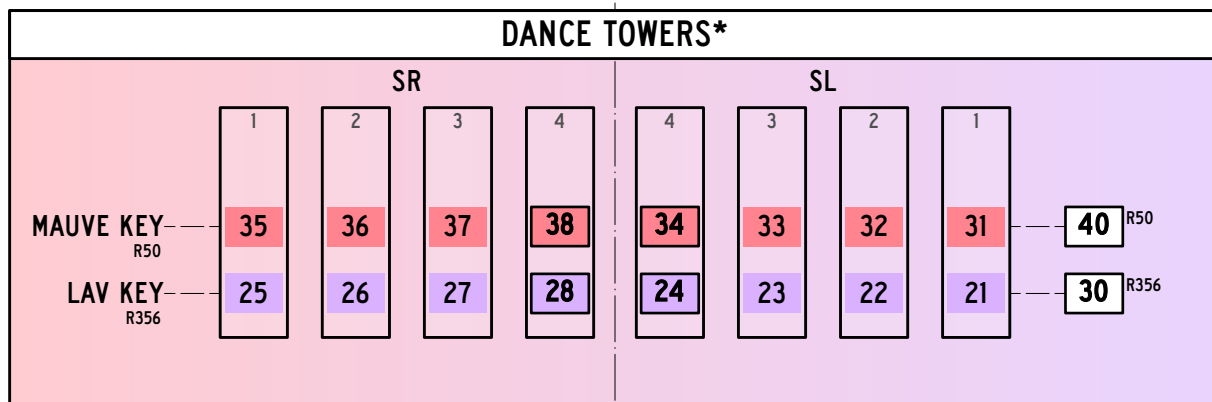 DANCE TOWERS*
SR SL
1 2 3 4 4 3 2 1
MAUVE KEY 35 36 37 38 34 33 32 31 40 R50
R50
LAV KEY 25 26 27 28 24 23 22 21 30 R356
R356